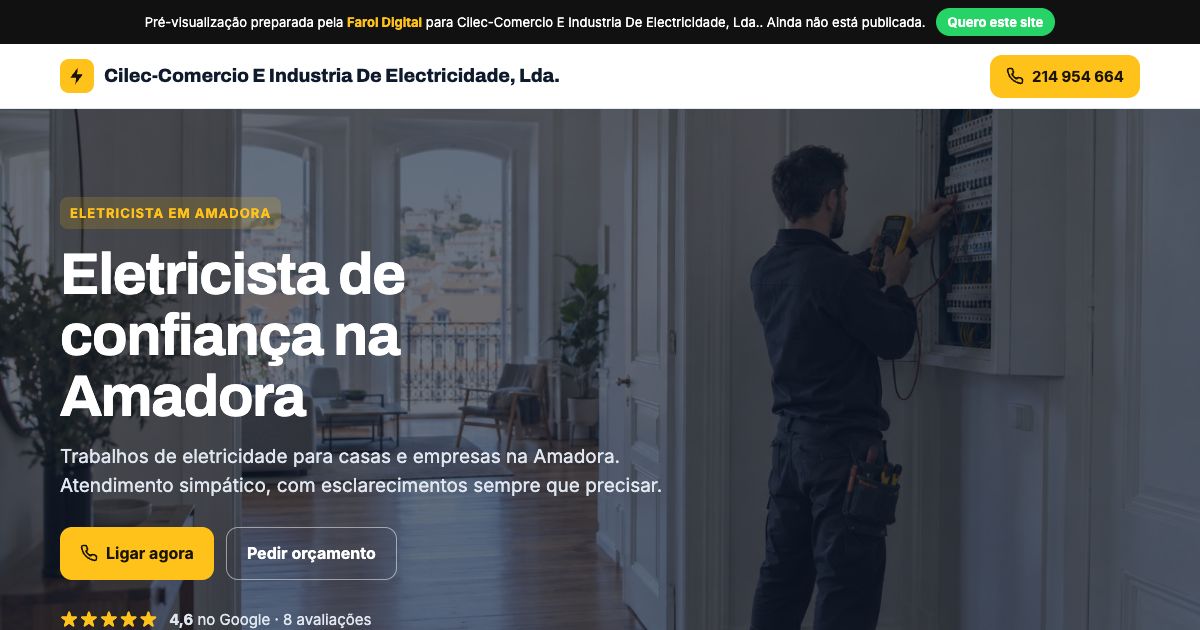 Pré-visualização preparada pela Farol Digital para Cilec-Comercio E Industria De Electricidade, Lda.. Ainda não está publicada. Quero este site
Cilec-Comercio E Industria De Electricidade, Lda.
214 954 664
ELETRICISTA EM AMADORA
Eletricista de
confiança na
Amadora
Trabalhos de eletricidade para casas e empresas na Amadora.
Atendimento simpático, com esclarecimentos sempre que precisar.
Ligar agora
Pedir orçamento
4,6 no Google · 8 avaliações